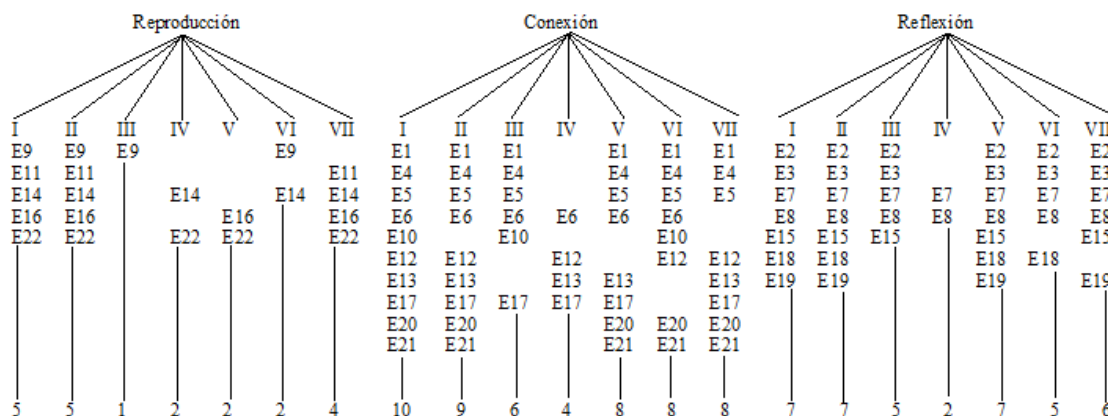 Reproducción Conexión Reflexión
I II III IV V VI VII I II III IV V VI VII I II III IV V VI VII
E9 E9 E9 E9 E1 E1 E1 E1 E1 E1 E2 E2 E2 E2 E2 E2
E11 E11 E11 E4 E4 E4 E4 E4 E4 E3 E3 E3 E3 E3 E3
E14 E14 E14 E14 E14 E5 E5 E5 E5 E5 E5 E7 E7 E7 E7 E7 E7 E7
E16 E16 E16 E16 E6 E6 E6 E6 E6 E6 E8 E8 E8 E8 E8 E8 E8
E22 E22 E22 E22 E22 E10 E10 E10 E15 E15 E15 E15 E15
E12 E12 E12 E12 E12 E18 E18 E18 E18
E13 E13 E13 E13 E13 E19 E19 E19 E19
E17 E17 E17 E17 E17 E17
E20 E20 E20 E20 E20
E21 E21 E21 E21 E21
5 5 1 2 2 2 4 10 9 6 4 8 8 8 7 7 5 2 7 5 6